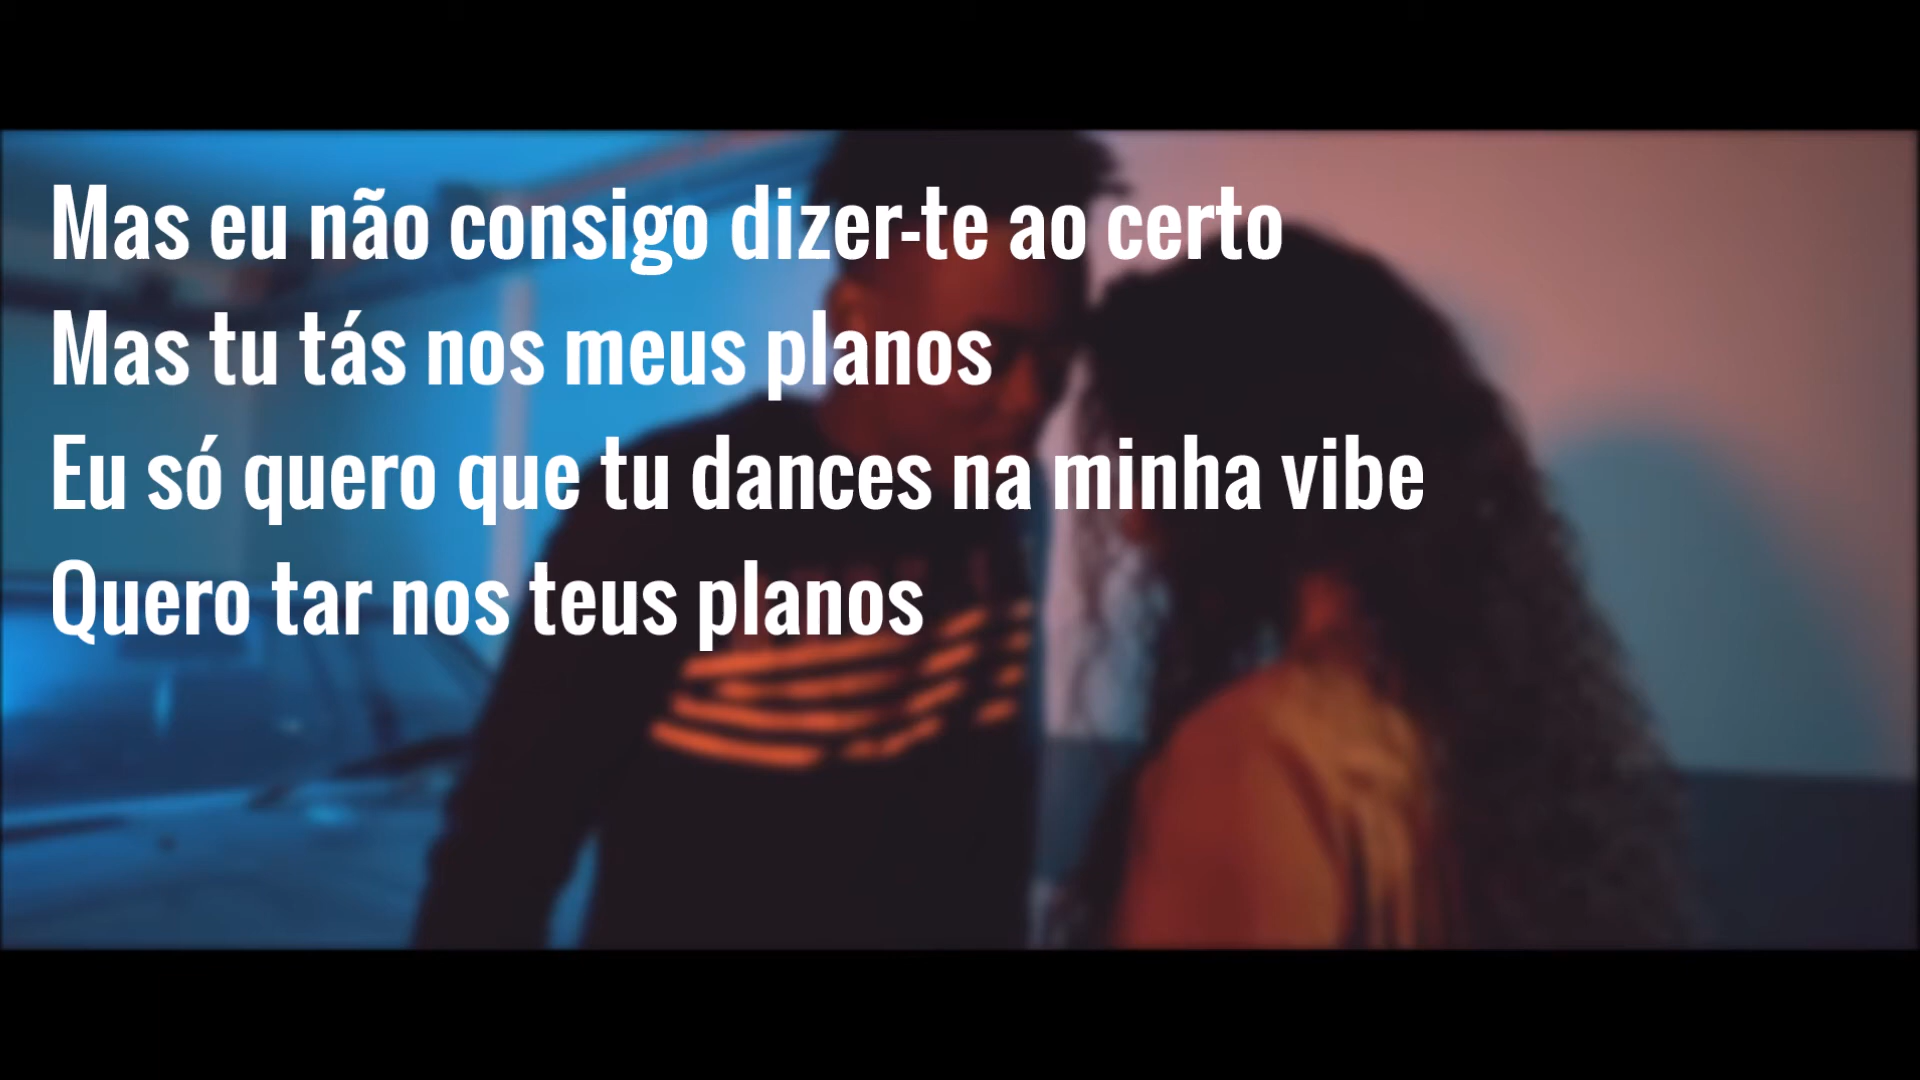 Mas eu não consigo dizer-te ao certo
Mas tu tás nos meus planos
Eu só quero que tu dances na minha vibe
Quero tar nos teus planos